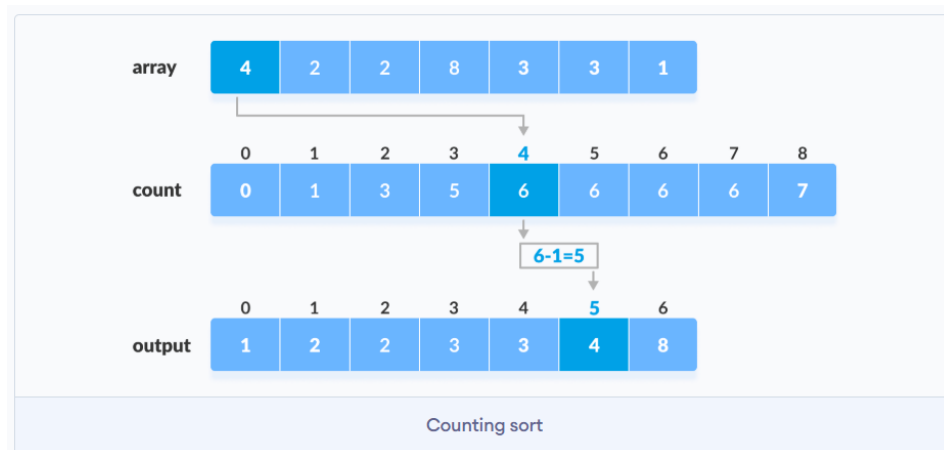 array 4 2 2 8 3 3 1
0 1 2 3 4 5 6 7 8
count 0 1 3 5 6 6 6 6 7
6-1=5
0 1 2 3 4 5 6
output 1 2 2 3 3 4 8
Counting sort